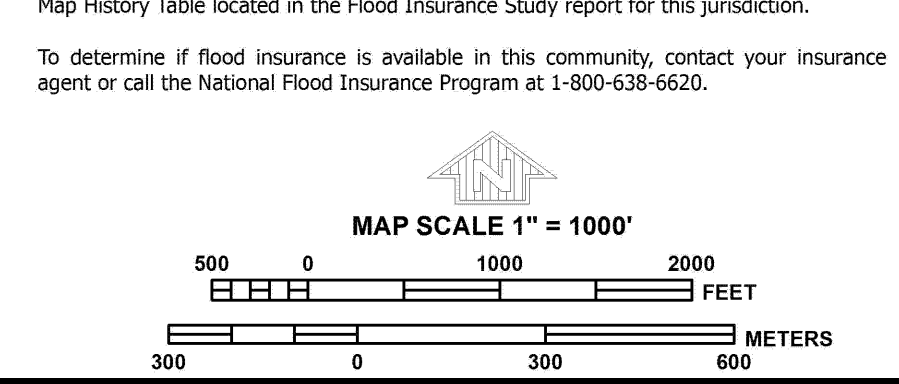 Map History Table located in the Flood Insurance Study report for this jurisdiction.
To determine if flood insurance is available in this community, contact your insurance
agent or call the National Flood Insurance Program at 1-800-638-6620.
N
MAP SCALE 1" = 1000'
500 0 1000 2000
FEET
METERS
300 0 300 600